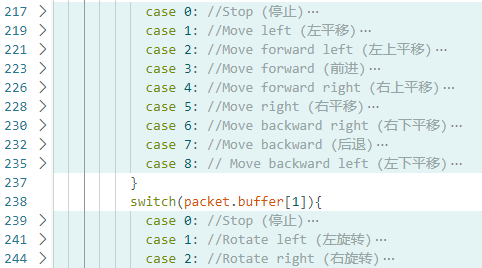 217 > case 0: //Stop (停止)…
219 > case 1: //Move left (左平移)…
221 > case 2: //Move forward left (左上平移)…
223 > case 3: //Move forward (前进)…
226 > case 4: //Move forward right (右上平移)…
228 > case 5: //Move right (右平移)…
230 > case 6: //Move backward right (右下平移)…
232 > case 7: //Move backward (后退)…
235 > case 8: // Move backward left (左下平移)…
237 }
238 switch(packet.buffer[1]){
239 > case 0: //Stop (停止)…
241 > case 1: //Rotate left (左旋转)…
244 > case 2: //Rotate right (右旋转)…